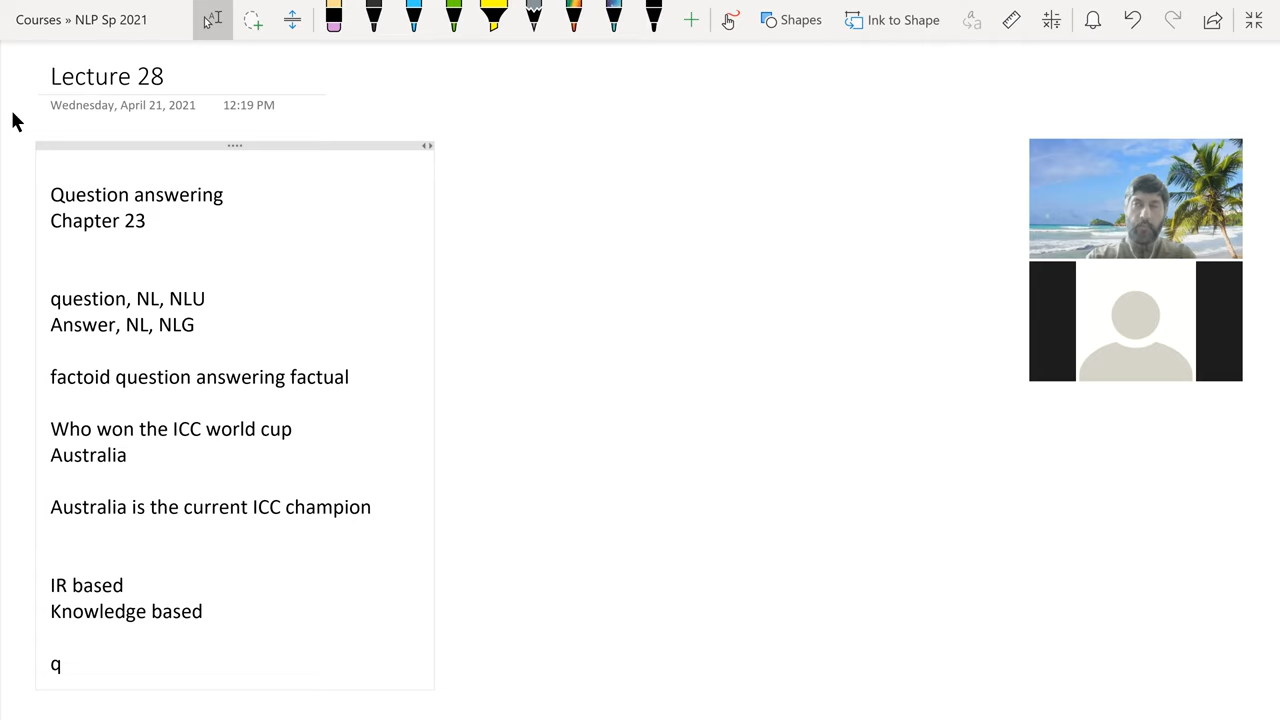 Courses » NLP Sp 2021
Shapes
Ink to Shape
Lecture 28
Wednesday, April 21, 2021 12:19 PM
Question answering
Chapter 23
question, NL, NLU
Answer, NL, NLG
factoid question answering factual
Who won the ICC world cup
Australia
Australia is the current ICC champion
IR based
Knowledge based
q